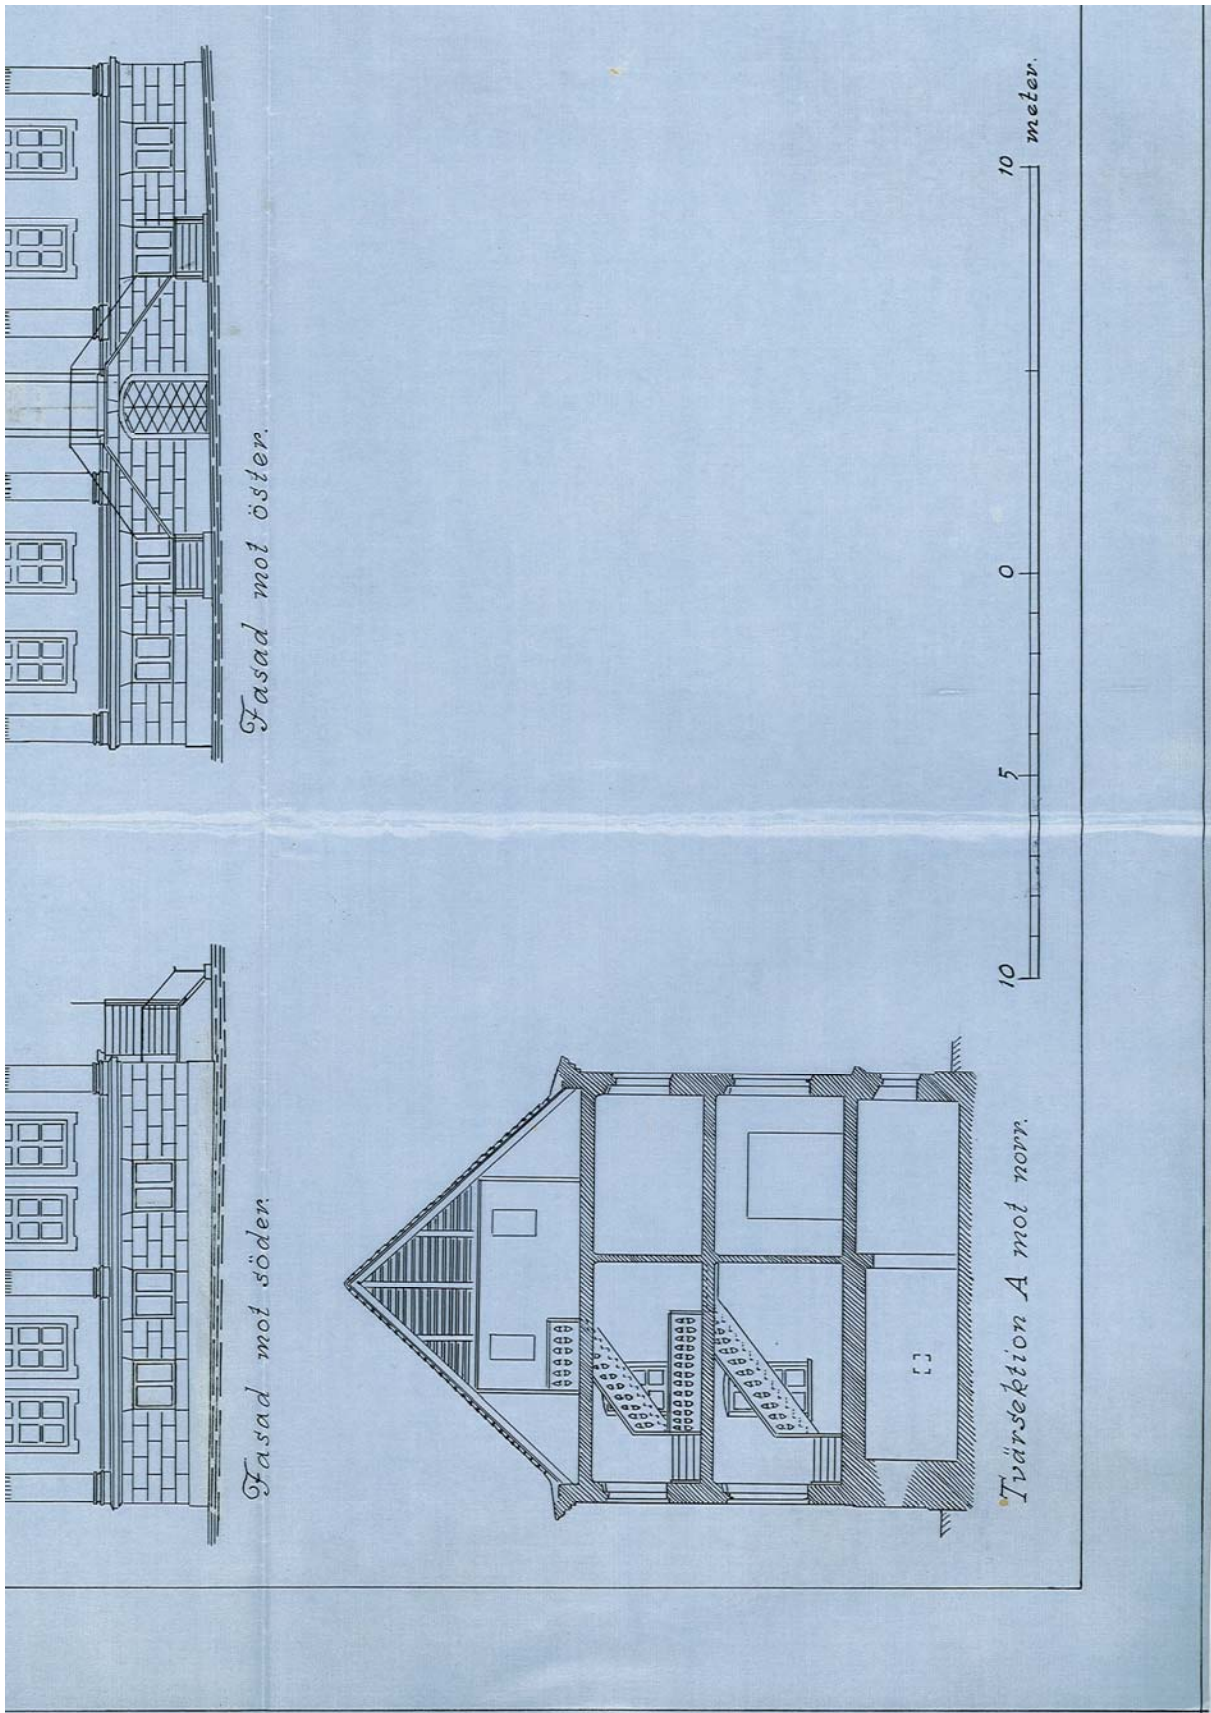 Fasad mot söder.
Fasad mot öster.
Tvärsektion A mot norr.
10 5 0 10 meter.